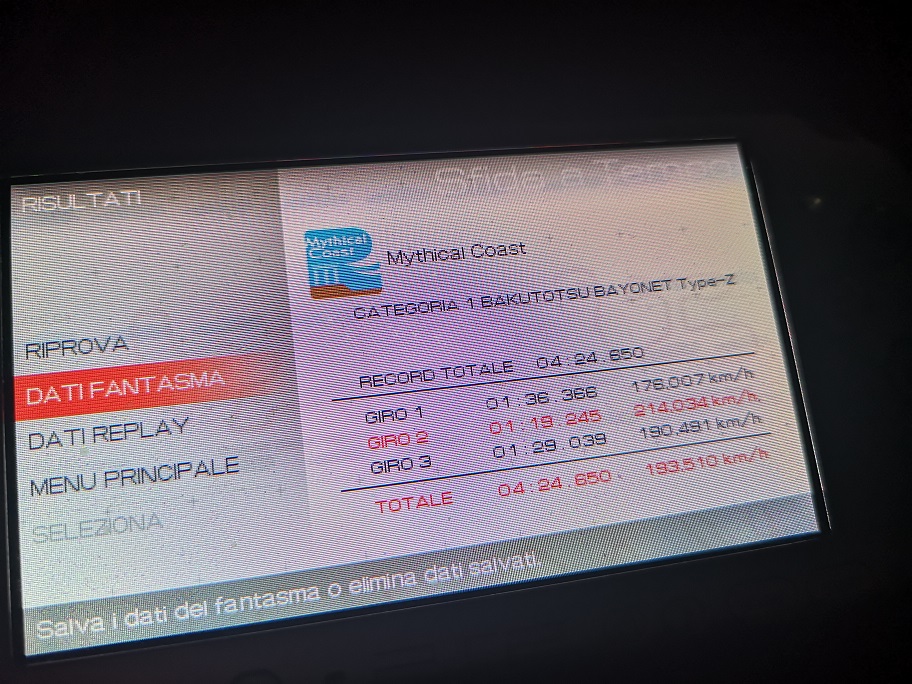 RISULTATI
Sfide a Tempo
Mythical
Coast
Mythical Coast
CATEGORIA 1 BAKUTOTSU BAYONET Type-Z
RIPROVA
DATI FANTASMA
DATI REPLAY
MENU PRINCIPALE
SELEZIONA
RECORD TOTALE 04:24.650
GIRO 1 01:36.366 176.007 km/h
GIRO 2 01:19.245 214.034 km/h
GIRO 3 01:29.039 190.491 km/h
TOTALE 04:24.650 193.510 km/h
Salva i dati del fantasma o elimina dati salvati.